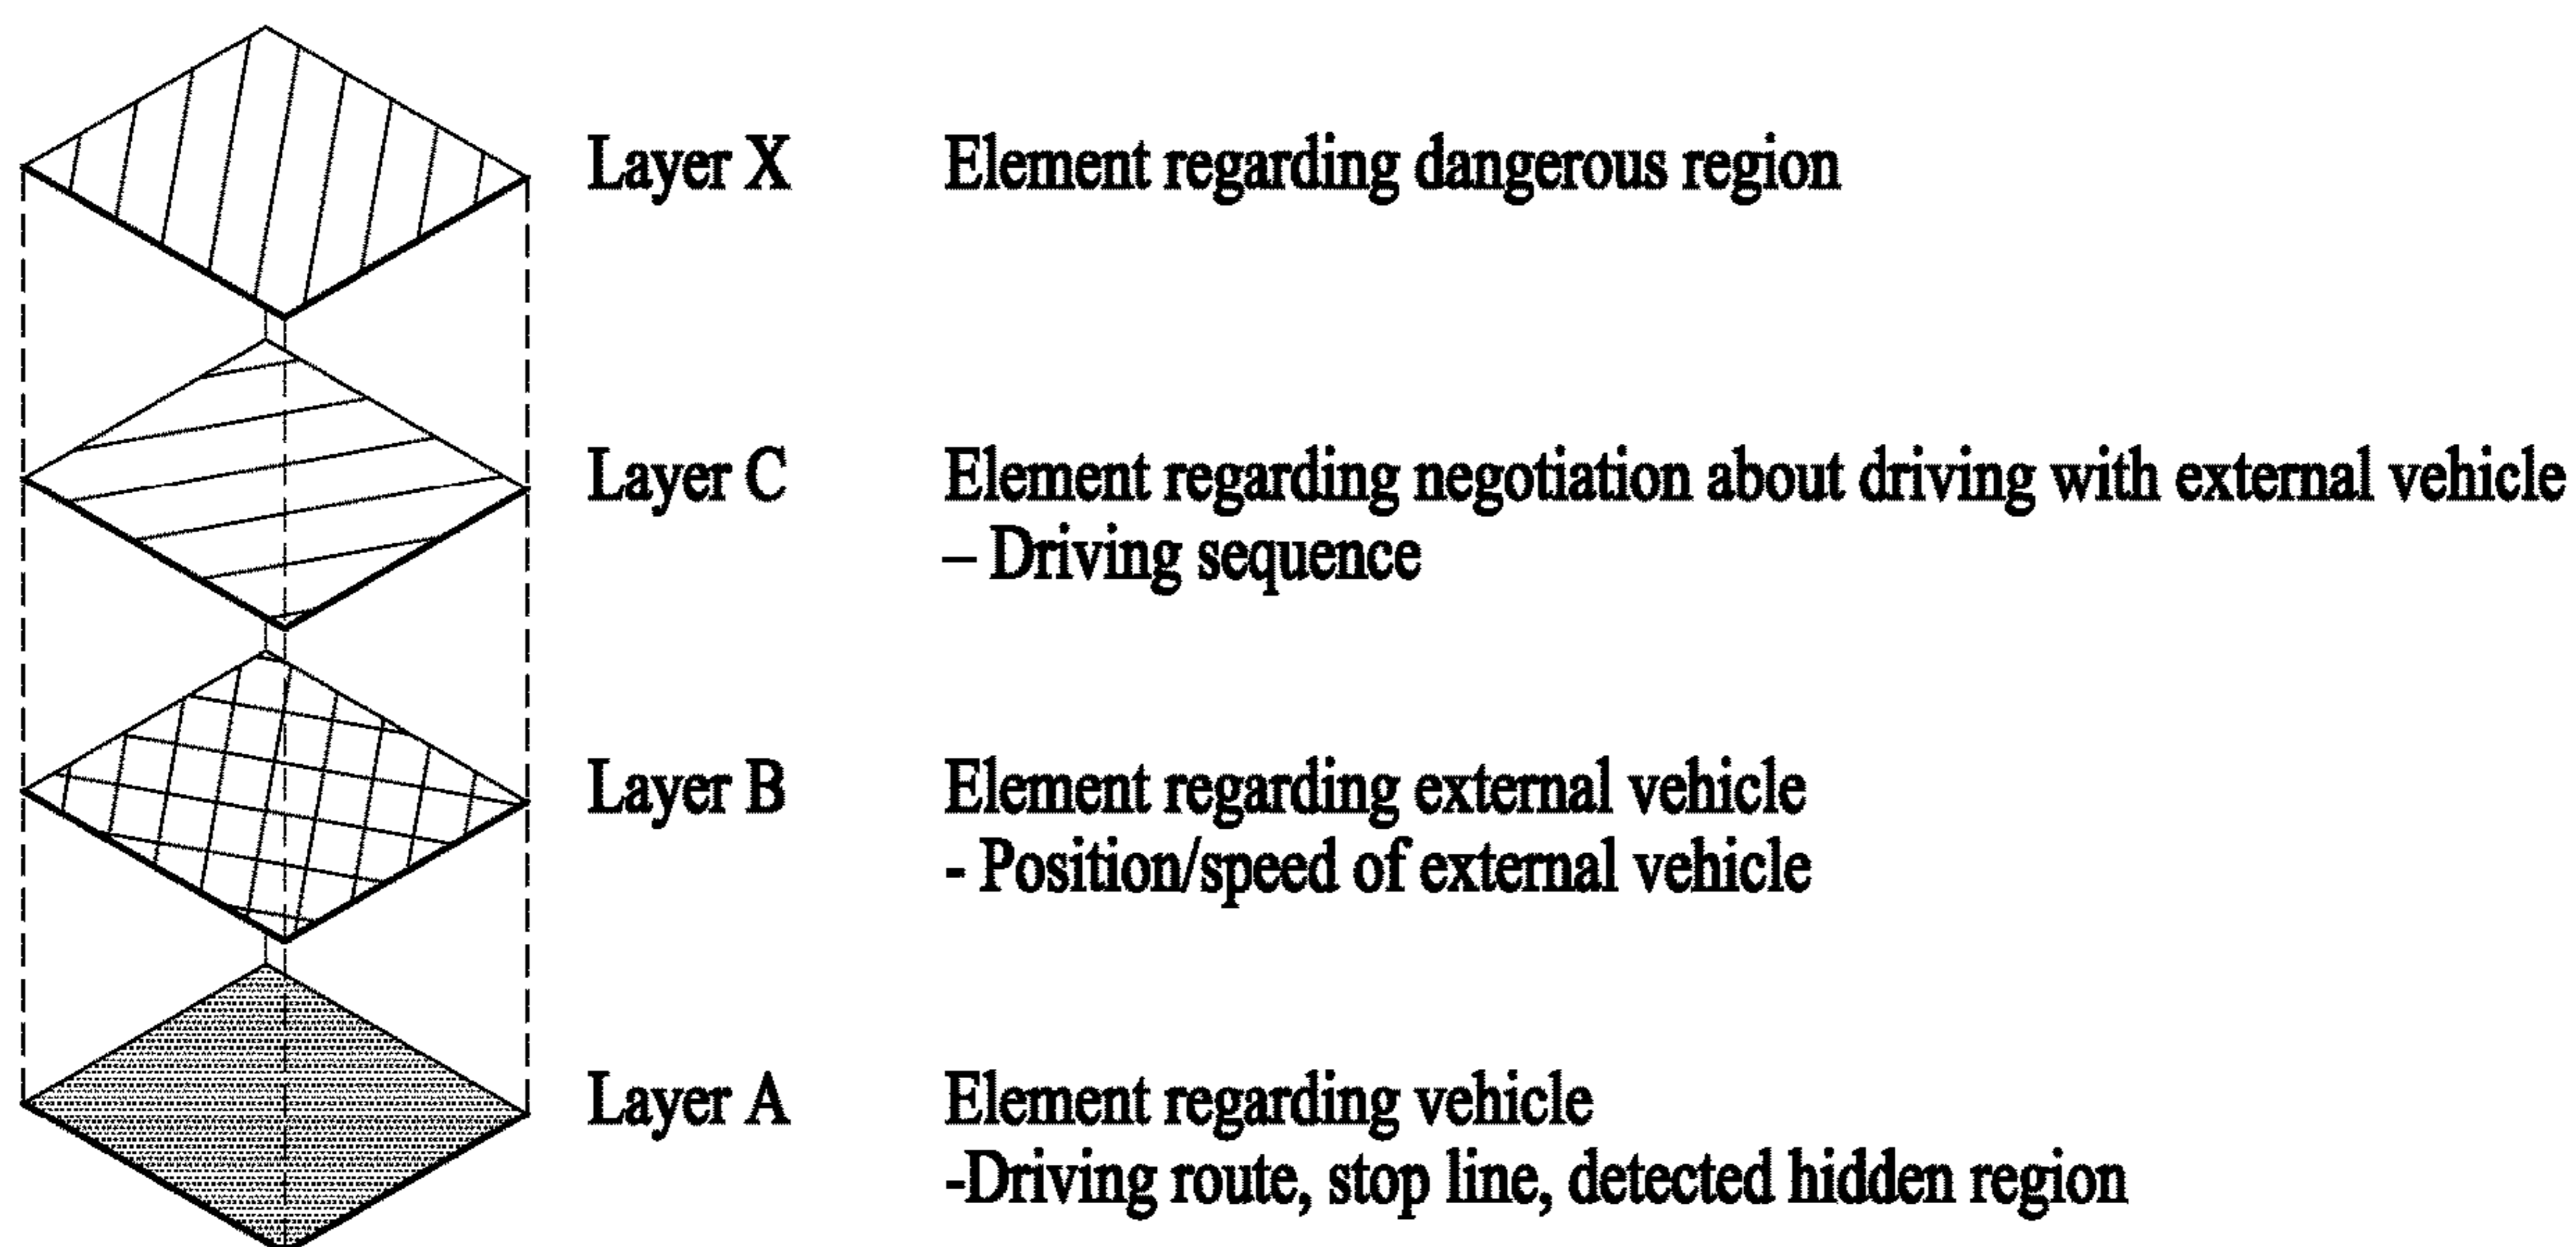 Layer X Element regarding dangerous region
Layer C Element regarding negotiation about driving with external vehicle
– Driving sequence
Layer B Element regarding external vehicle
- Position/speed of external vehicle
Layer A Element regarding vehicle
-Driving route, stop line, detected hidden region